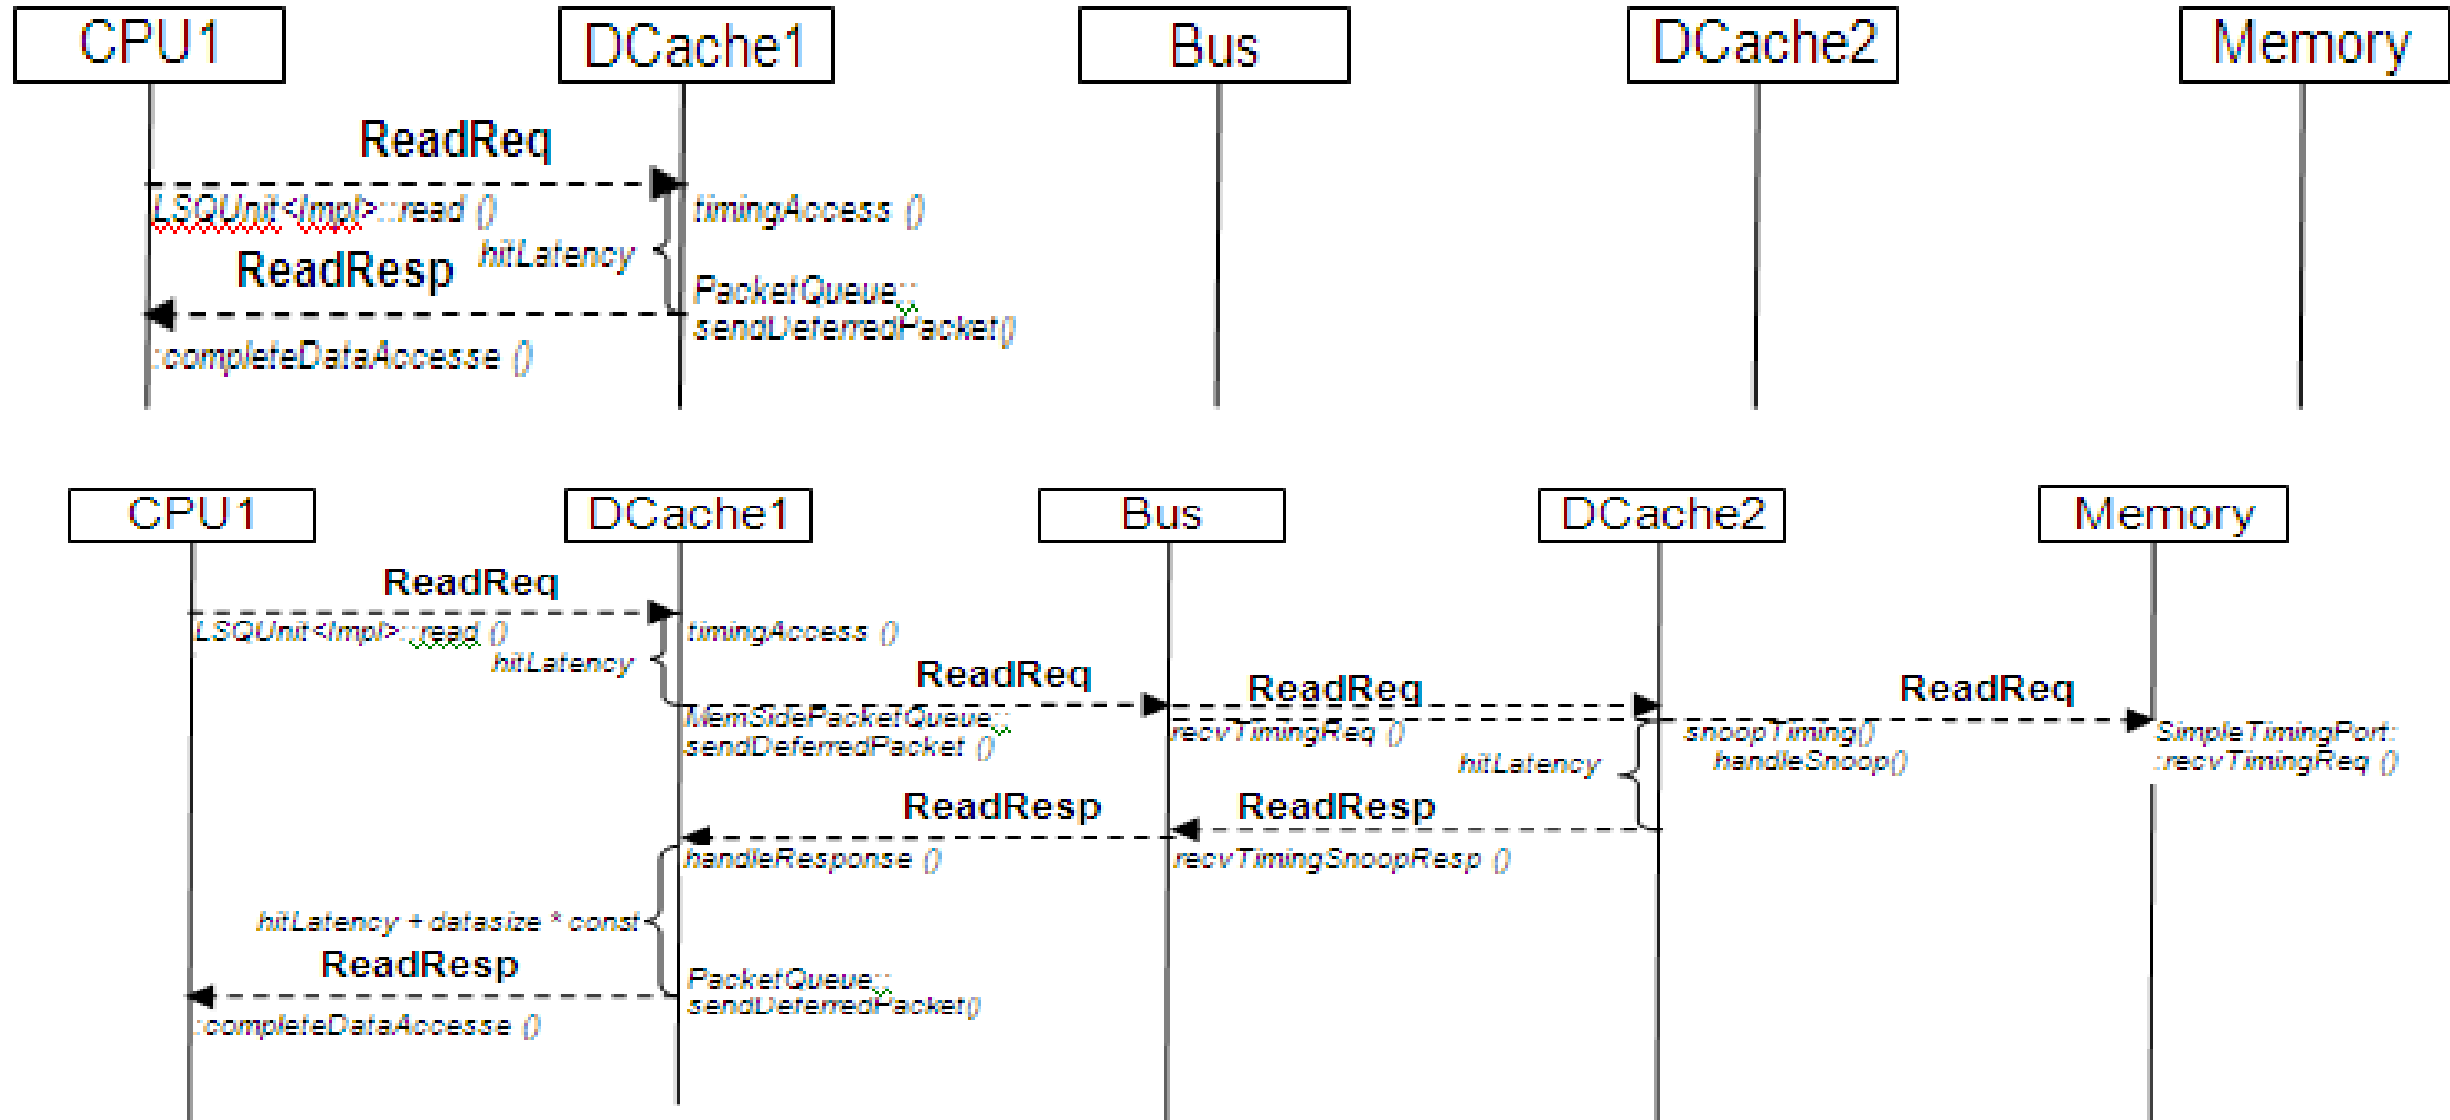 CPU1 DCache1 Bus DCache2 Memory
ReadReq
LSQUnit<Impl>::read () timingAccess ()
hitLatency
ReadResp
PacketQueue::
sendDeferredPacket()
:completeDataAccesse ()
CPU1 DCache1 Bus DCache2 Memory
ReadReq
LSQUnit<Impl>::read () timingAccess ()
hitLatency
ReadReq ReadReq ReadReq
MemSidePacketQueue::
sendDeferredPacket ()
recvTimingReq ()
snoopTiming()
handleSnoop()
SimpleTimingPort:
:recvTimingReq ()
hitLatency
ReadResp ReadResp
handleResponse () recvTimingSnoopResp ()
hitLatency + datasize * const
ReadResp
PacketQueue::
sendDeferredPacket()
:completeDataAccesse ()